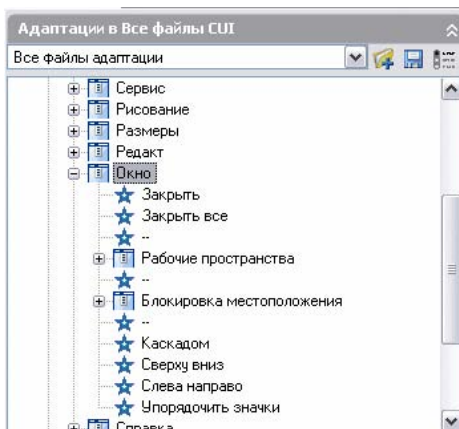 Адаптации в Все файлы CUI
Все файлы адаптации
Сервис
Рисование
Размеры
Редакт
Окно
Закрыть
Закрыть все
--
Рабочие пространства
--
Блокировка местоположения
--
Каскадом
Сверху вниз
Слева направо
Упорядочить значки
Справка